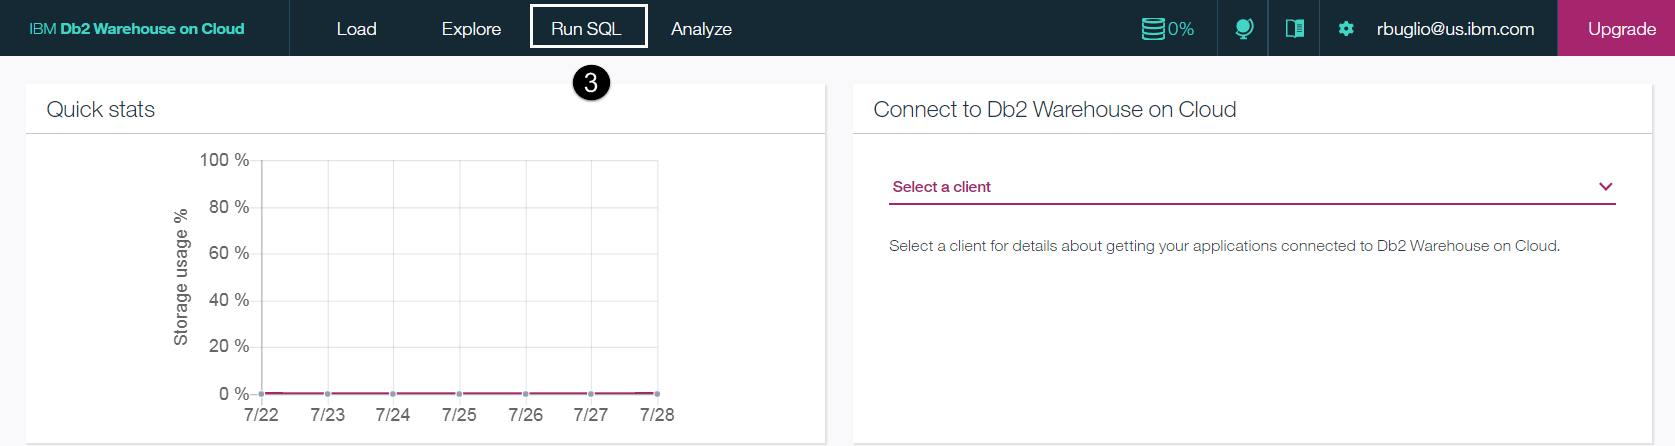 IBM Db2 Warehouse on Cloud
Load
Explore
Run SQL
Analyze
0%
rbuglio@us.ibm.com
Upgrade
3
Quick stats
Storage usage %
100 %
80 %
60 %
40 %
20 %
0 %
7/22 7/23 7/24 7/25 7/26 7/27 7/28
Connect to Db2 Warehouse on Cloud
Select a client
Select a client for details about getting your applications connected to Db2 Warehouse on Cloud.